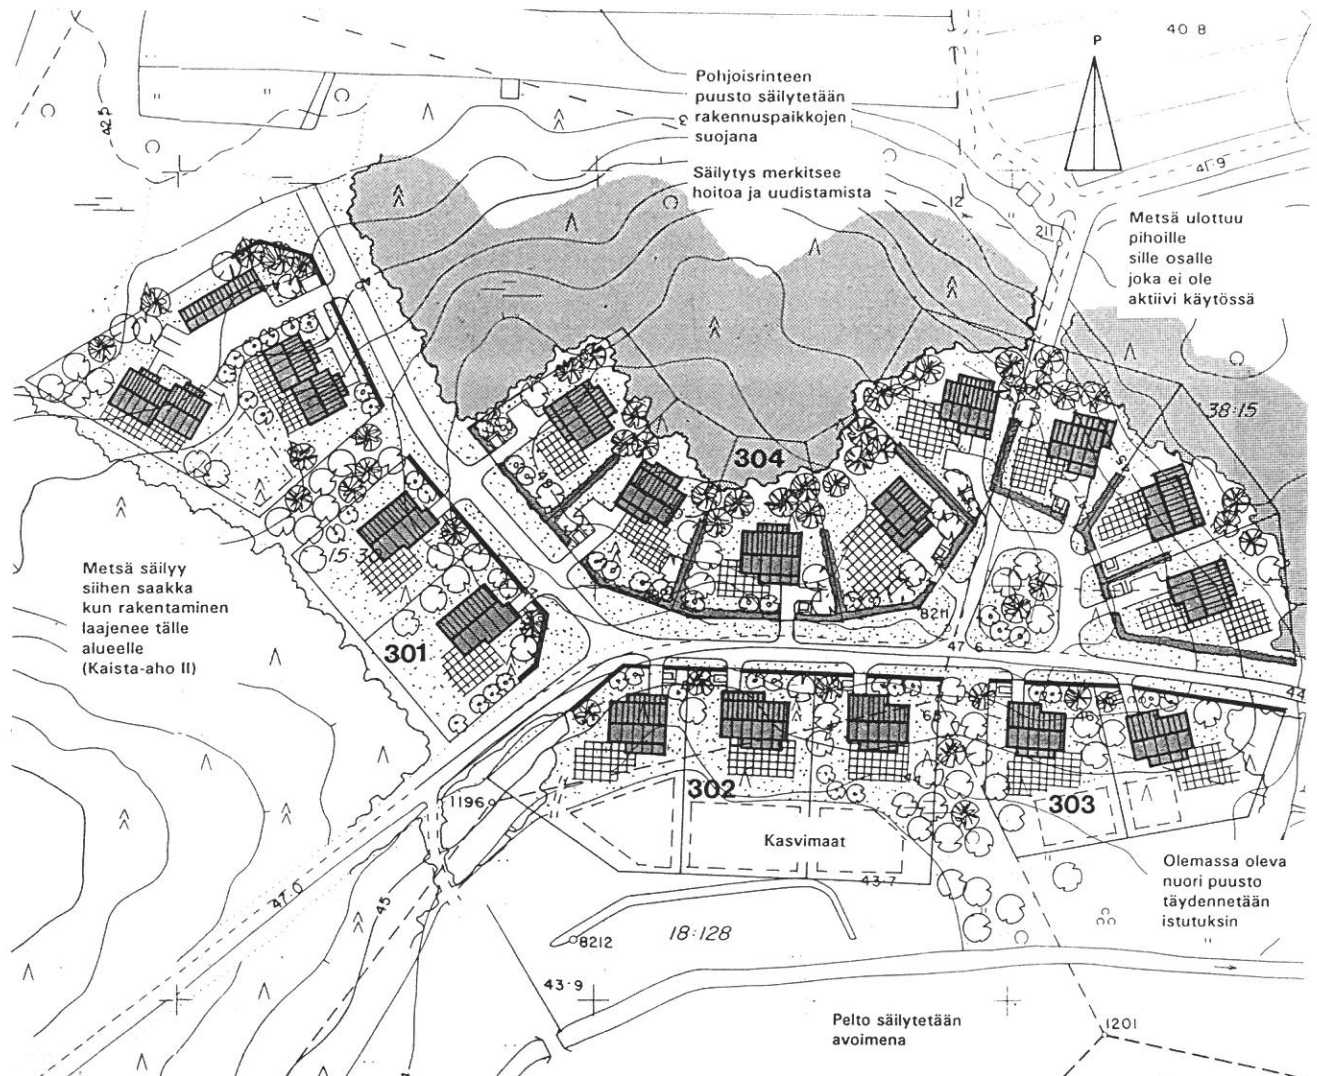 40 8
P
Pohjoisrinteen
puusto säilytetään
rakennuspaikkojen
suojana
Säilytys merkitsee
hoitoa ja uudistamista
41·9
12
211
Metsä ulottuu
pihoille
sille osalle
joka ei ole
aktiivi käytössä
38:15
304
15·30
Metsä säilyy
siihen saakka
kun rakentaminen
laajenee tälle
alueelle
(Kaista-aho II)
301
8211
47 6
44
302
303
1196
Kasvimaat
43·7
Olemassa oleva
nuori puusto
täydennetään
istutuksin
47·0
45
18:128
8212
43·9
Pelto säilytetään
avoimena
1201